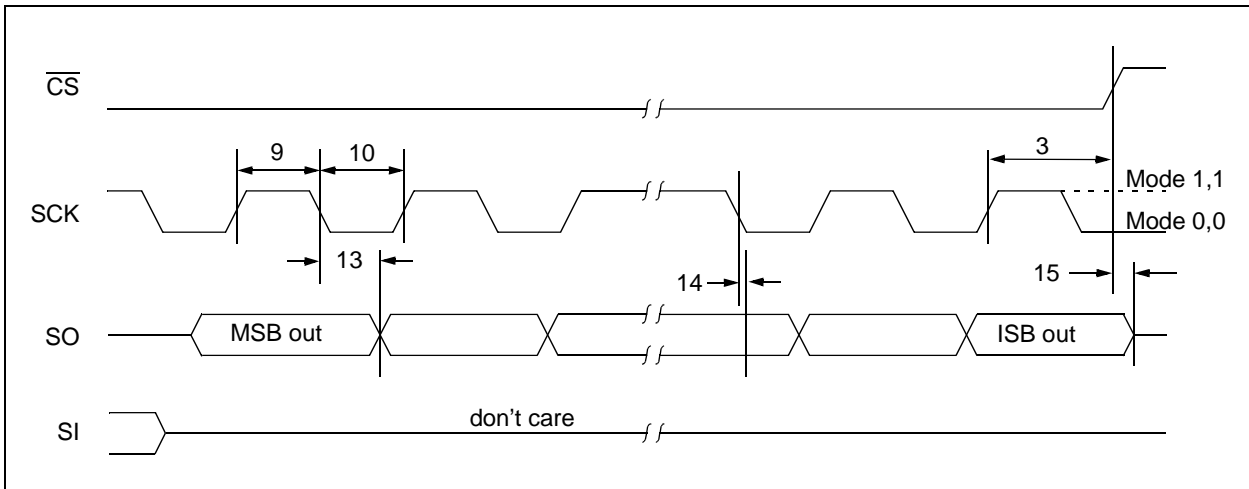 CS
9
10
3
Mode 1,1
SCK
Mode 0,0
13
14
15
SO
MSB out
ISB out
don't care
SI